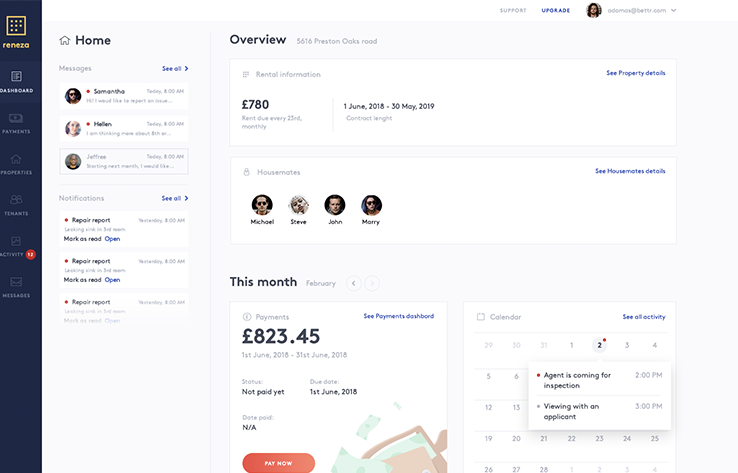 reneza
DASHBOARD
PAYMENTS
PROPERTIES
TENANTS
ACTIVITY 12
MESSAGES
SUPPORT UPGRADE adamax@bettr.com
Home
Messages See all
Samantha Today, 8:00 AM
Hi! I woud like to report an issue...
Hellen Today, 8:00 AM
I am thinking more about 8th or...
Jeffree Today, 8:00 AM
Starting next month, I would like...
Notifications See all
Repair report Yesterday, 8:00 AM
Leaking sink in 3rd room
Mark as read Open
Repair report Yesterday, 8:00 AM
Leaking sink in 3rd room
Mark as read Open
Repair report Yesterday, 8:00 AM
Leaking sink in 3rd room
Mark as read Open
Overview 5616 Preston Oaks road
Rental information See Property details
£780
Rent due every 23rd,
monthly
1 June, 2018 - 30 May, 2019
Contract lenght
Housemates See Housemates details
Michael Steve John Marry
This month February
Payments See Payments dashbord
£823.45
1st June, 2018 - 31st June, 2018
Status: Due date:
Not paid yet 1st June, 2018
Date paid:
N/A
PAY NOW
Calendar See all activity
29 30 31 1 2 3 4
5 6
Agent is coming for 2:00 PM
inspection
Viewing with an 3:00 PM
applicant
12 13
19 20 21 22 23 24 25
26 27 28 1 2 3 4